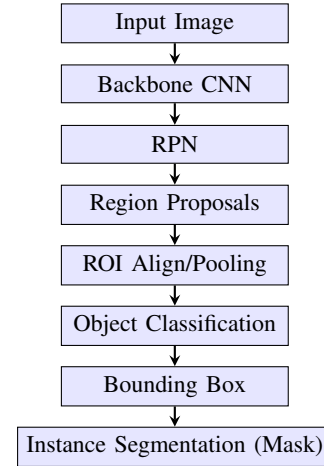 Input Image
Backbone CNN
RPN
Region Proposals
ROI Align/Pooling
Object Classification
Bounding Box
Instance Segmentation (Mask)